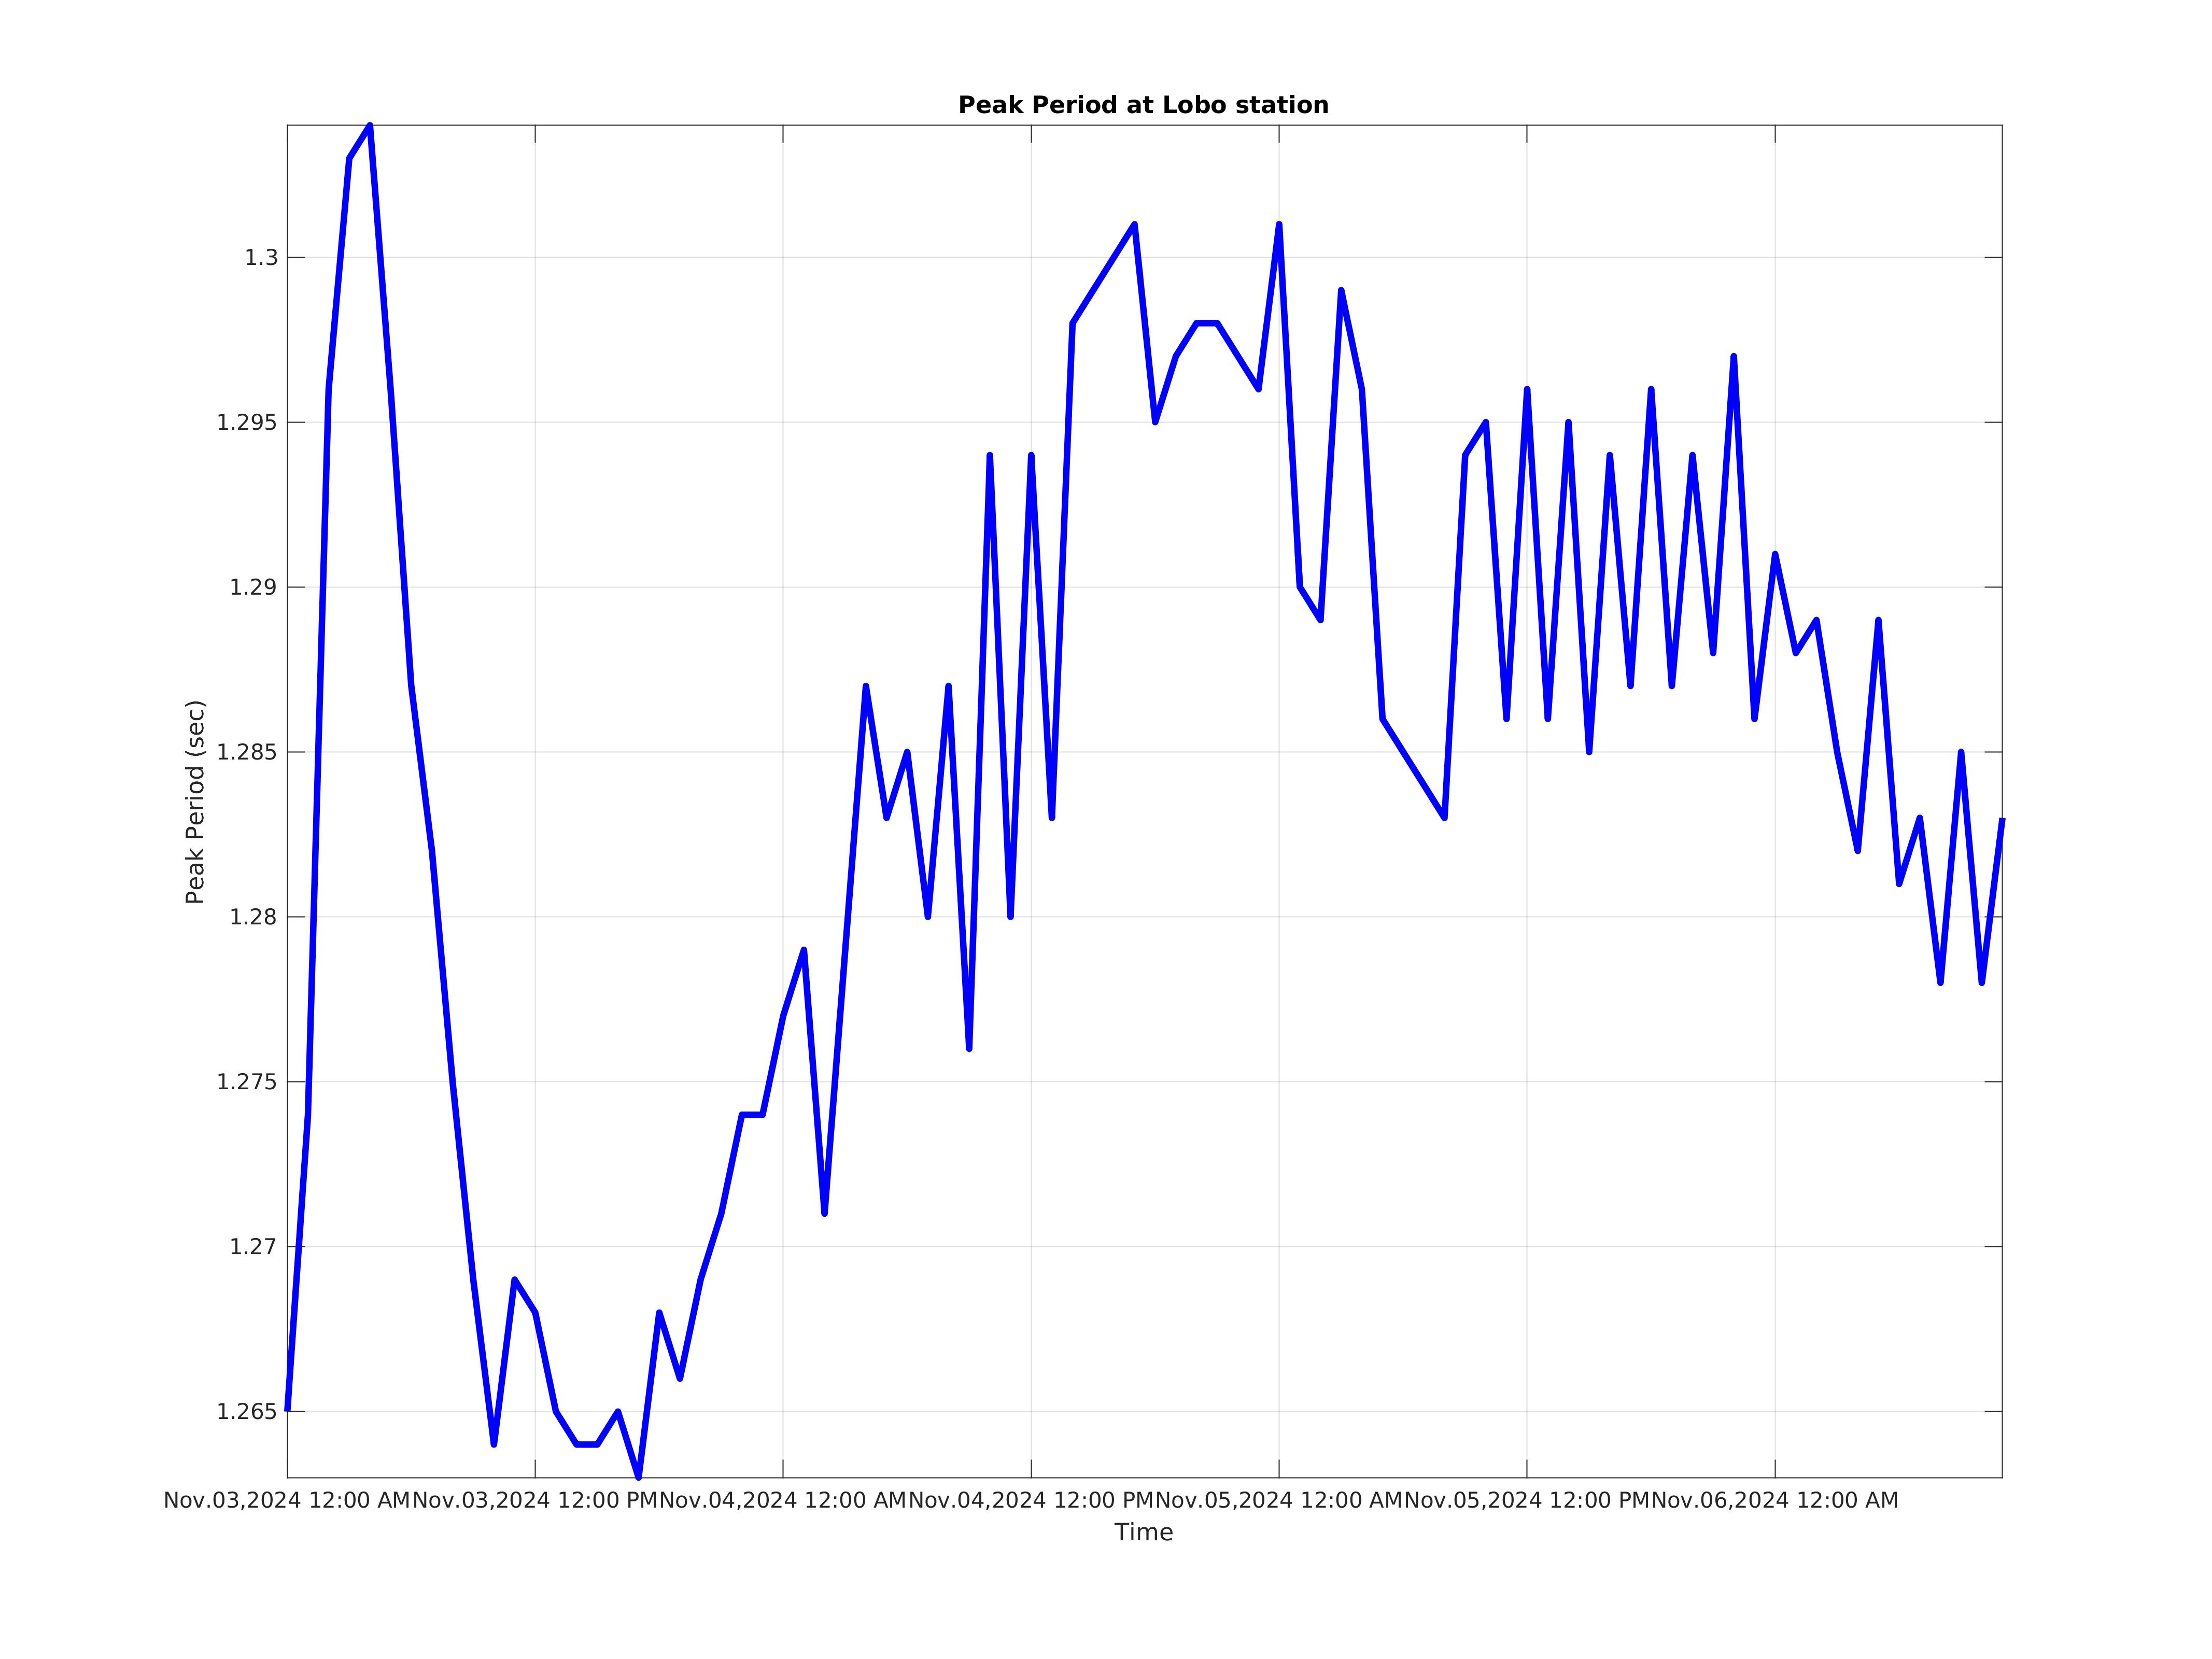 Peak Period at Lobo station
1.3
1.295
1.29
1.285
1.28
1.275
1.27
1.265
Peak Period (sec)
Nov.03,2024 12:00 AM Nov.03,2024 12:00 PM Nov.04,2024 12:00 AM Nov.04,2024 12:00 PM Nov.05,2024 12:00 AM Nov.05,2024 12:00 PM Nov.06,2024 12:00 AM
Time